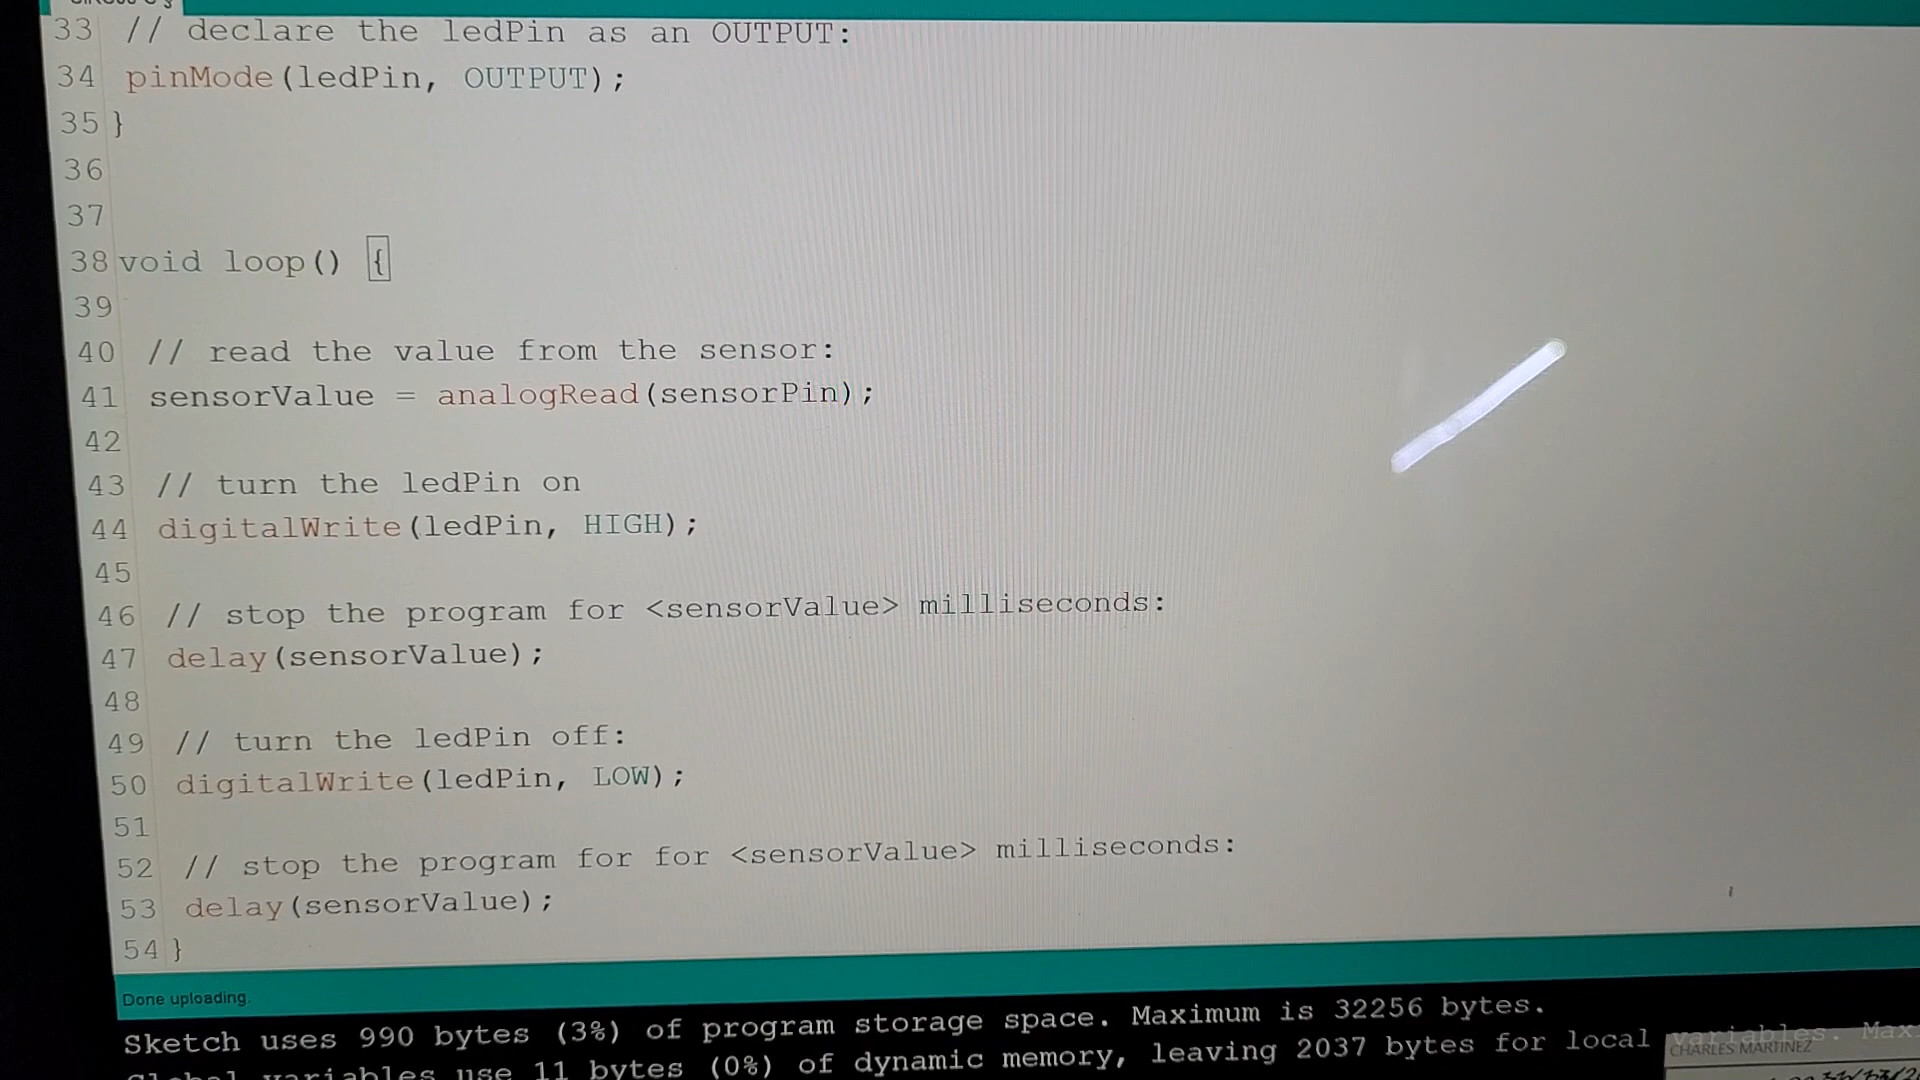 33 // declare the ledPin as an OUTPUT:
34 pinMode(ledPin, OUTPUT);
35 }
36
37
38 void loop() {
39
40 // read the value from the sensor:
41 sensorValue = analogRead(sensorPin);
42
43 // turn the ledPin on
44 digitalWrite(ledPin, HIGH);
45
46 // stop the program for <sensorValue> milliseconds:
47 delay(sensorValue);
48
49 // turn the ledPin off:
50 digitalWrite(ledPin, LOW);
51
52 // stop the program for for <sensorValue> milliseconds:
53 delay(sensorValue);
54 }
Done uploading.
Sketch uses 990 bytes (3%) of program storage space. Maximum is 32256 bytes.
Global variables use 11 bytes (0%) of dynamic memory, leaving 2037 bytes for local variables. Max
CHARLES MARTINEZ